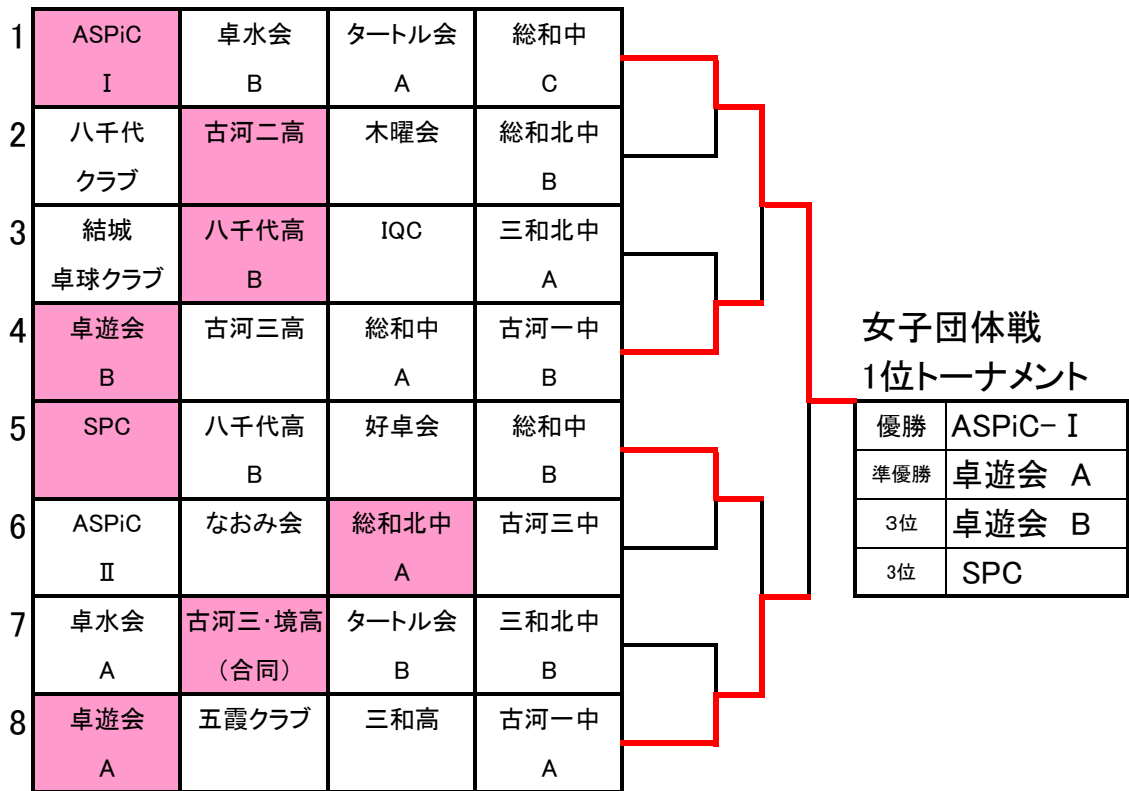 1 ASPiC 卓水会 タートル会 総和中
I B A C
2 八千代 古河二高 木曜会 総和北中
クラブ B
3 結城 八千代高 IQC 三和北中
卓球クラブ B A
4 卓遊会 古河三高 総和中 古河一中
B A B
5 SPC 八千代高 好卓会 総和中
B B
6 ASPiC なおみ会 総和北中 古河三中
Ⅱ A
7 卓水会 古河三・境高 タートル会 三和北中
A （合同） B B
8 卓遊会 五霞クラブ 三和高 古河一中
A A
女子団体戦
1位トーナメント
優勝 ASPiC-Ⅰ
準優勝 卓遊会 A
3位 卓遊会 B
3位 SPC